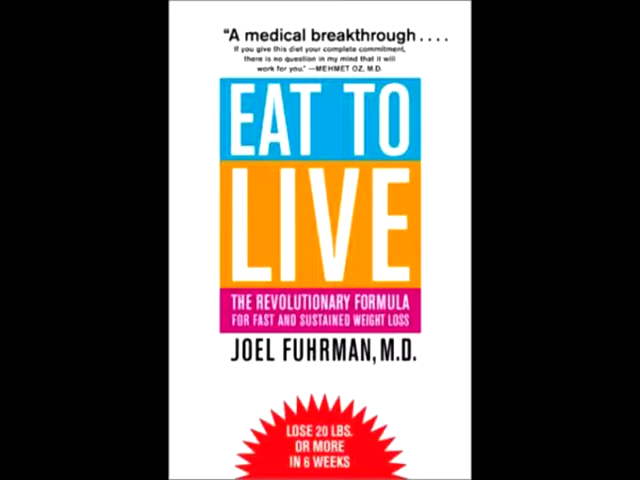 "A medical breakthrough....
If you give this diet your complete commitment,
there is no question in my mind that it will
work for you." —MEHMET OZ, M.D.
EAT TO
LIVE
THE REVOLUTIONARY FORMULA
FOR FAST AND SUSTAINED WEIGHT LOSS
JOEL FUHRMAN, M.D.
LOSE 20 LBS.
OR MORE
IN 6 WEEKS